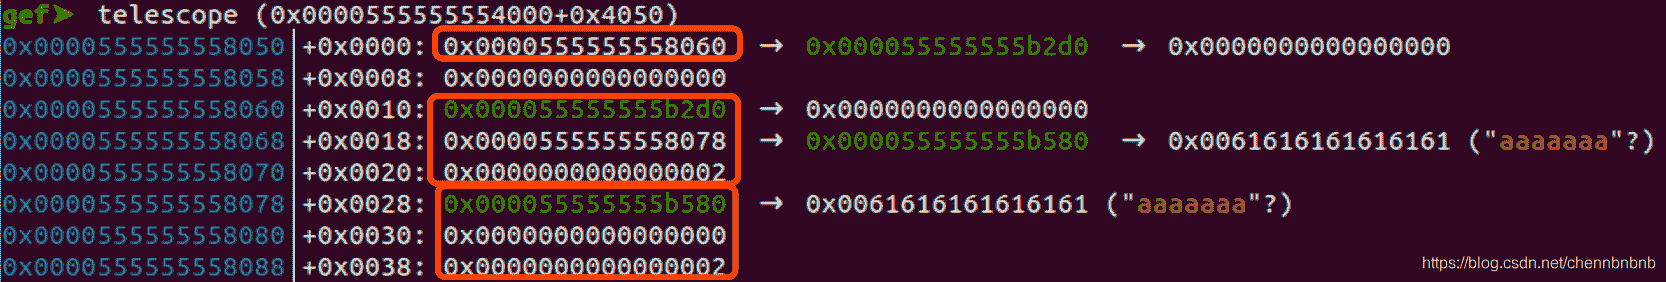 gef➤ telescope (0x0000555555554000+0x4050)
0x0000555555558050│+0x0000: 0x0000555555558060 → 0x000055555555b2d0 → 0x0000000000000000
0x0000555555558058│+0x0008: 0x0000000000000000
0x0000555555558060│+0x0010: 0x000055555555b2d0 → 0x0000000000000000
0x0000555555558068│+0x0018: 0x0000555555558078 → 0x000055555555b580 → 0x0061616161616161 ("aaaaaaa"?)
0x0000555555558070│+0x0020: 0x0000000000000002
0x0000555555558078│+0x0028: 0x000055555555b580 → 0x0061616161616161 ("aaaaaaa"?)
0x0000555555558080│+0x0030: 0x0000000000000000
0x0000555555558088│+0x0038: 0x0000000000000002
https://blog.csdn.net/chennbnbnb